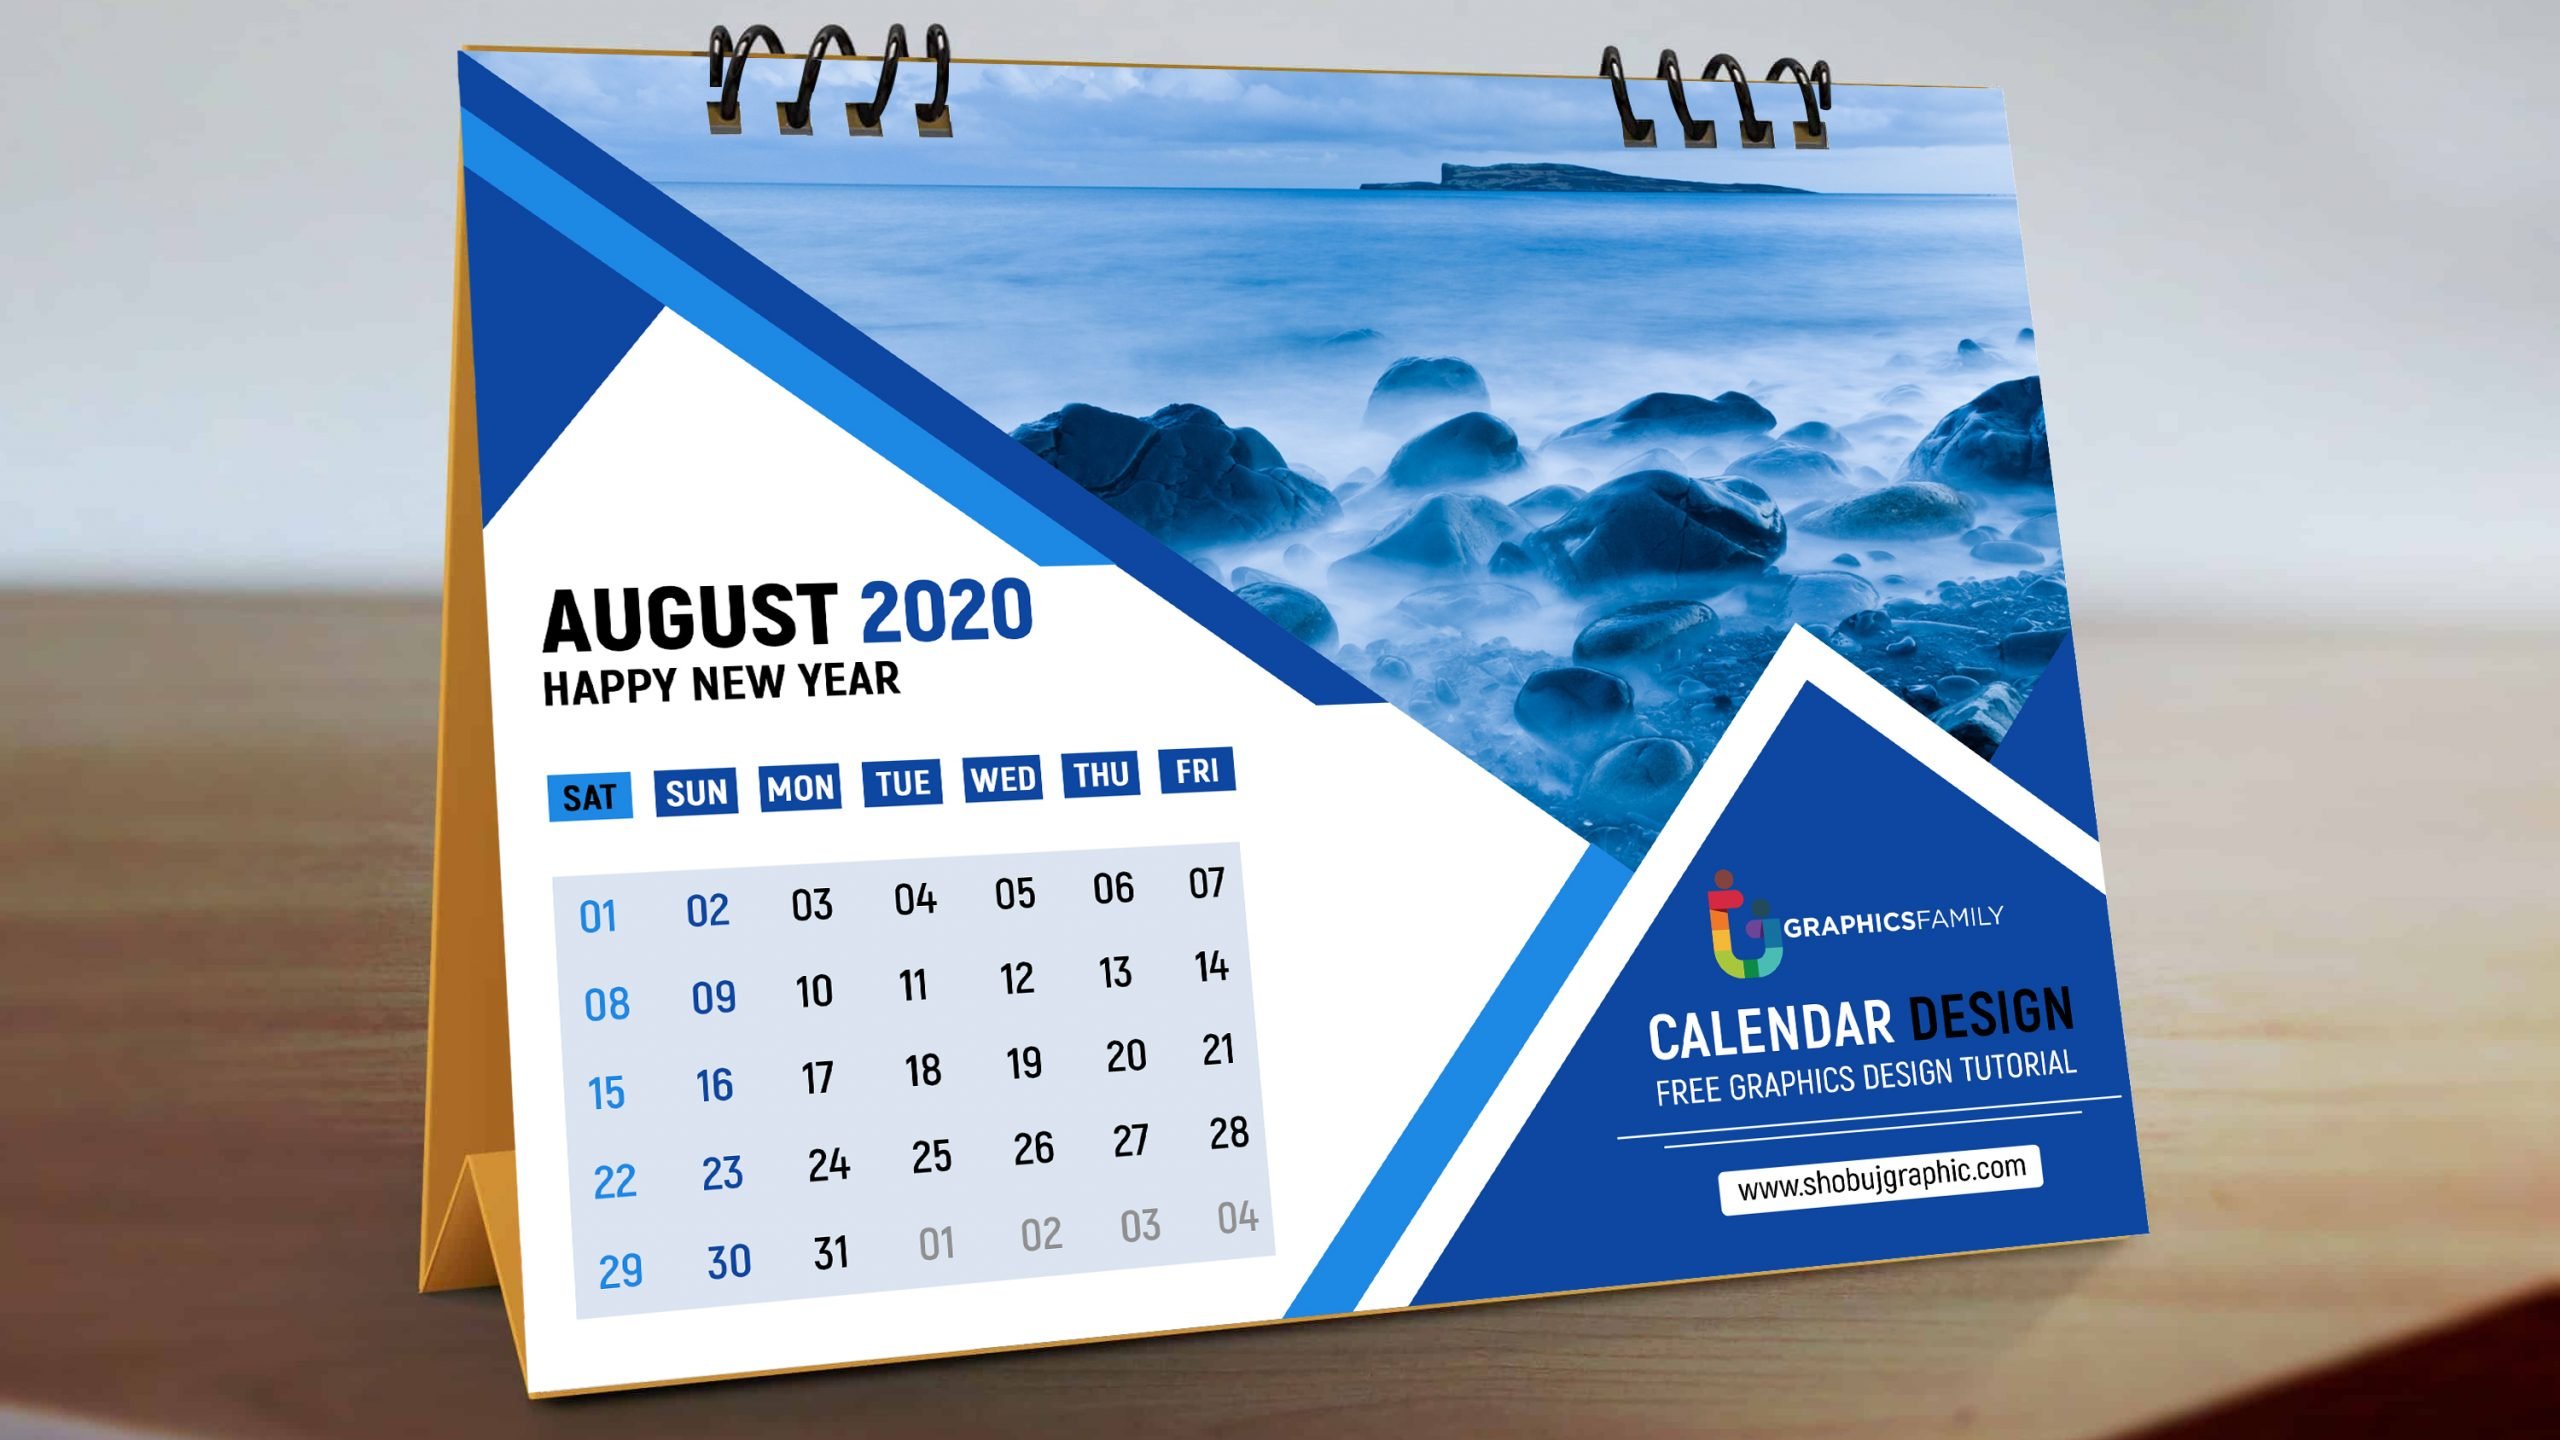 AUGUST 2020
HAPPY NEW YEAR
SAT SUN MON TUE WED THU FRI
01 02 03 04 05 06 07
08 09 10 11 12 13 14
15 16 17 18 19 20 21
22 23 24 25 26 27 28
29 30 31 01 02 03 04
GRAPHICSFAMILY
CALENDAR DESIGN
FREE GRAPHICS DESIGN TUTORIAL
www.shobujgraphic.com